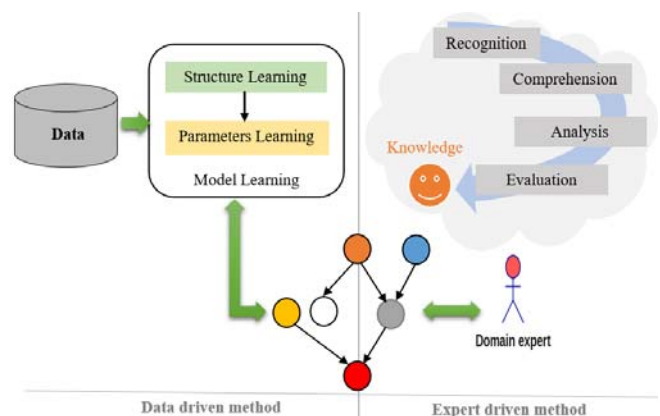 Data
Structure Learning
Parameters Learning
Model Learning
Recognition
Comprehension
Analysis
Evaluation
Knowledge
Domain expert
Data driven method
Expert driven method